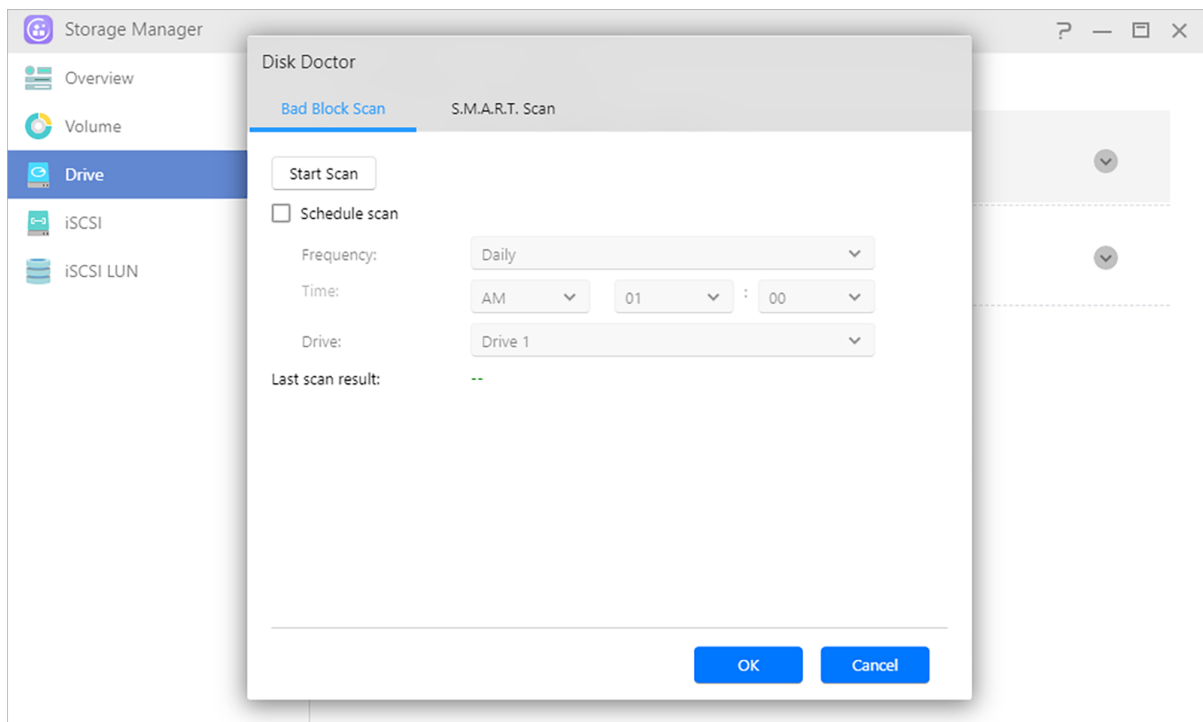 Storage Manager
Overview
Volume
Drive
iSCSI
iSCSI LUN
Disk Doctor
Bad Block Scan S.M.A.R.T. Scan
Start Scan
Schedule scan
Frequency: Daily
Time: AM 01 : 00
Drive: Drive 1
Last scan result: --
OK Cancel